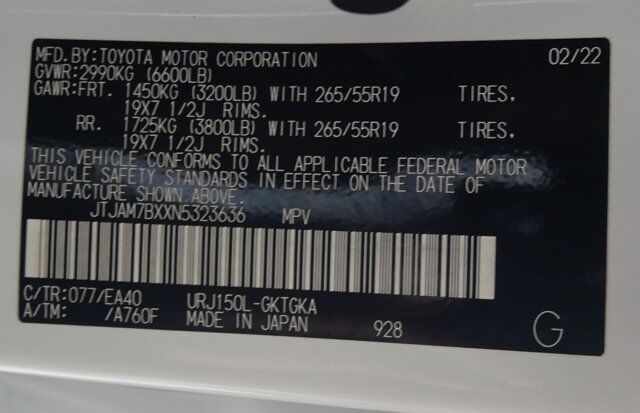 MFD.BY:TOYOTA MOTOR CORPORATION 02/22
GVWR:2990KG (6600LB)
GAWR:FRT. 1450KG (3200LB) WITH 265/55R19 TIRES,
19X7 1/2J RIMS.
RR. 1725KG (3800LB) WITH 265/55R19 TIRES,
19X7 1/2J RIMS.
THIS VEHICLE CONFORMS TO ALL APPLICABLE FEDERAL MOTOR
VEHICLE SAFETY STANDARDS IN EFFECT ON THE DATE OF
MANUFACTURE SHOWN ABOVE.
JTJAM7BXXN5323636 MPV
C/TR:077/EA40 URJ150L-GKTGKA
A/TM: /A760F MADE IN JAPAN 928 G